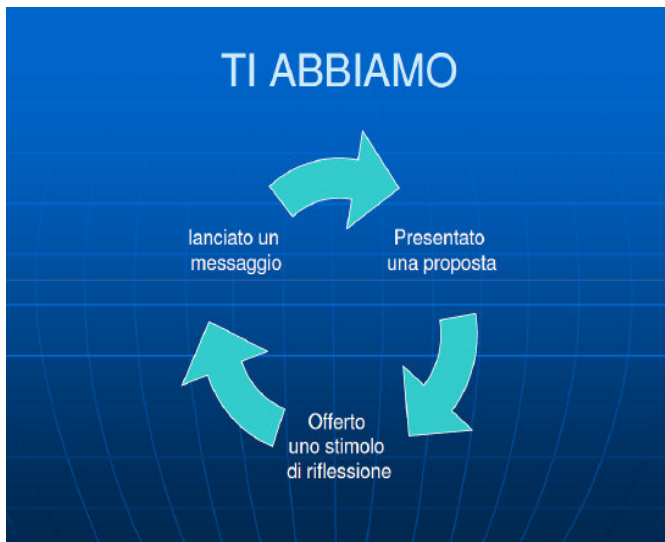 TI ABBIAMO
lanciato un
messaggio
Presentato
una proposta
Offerto
uno stimolo
di riflessione